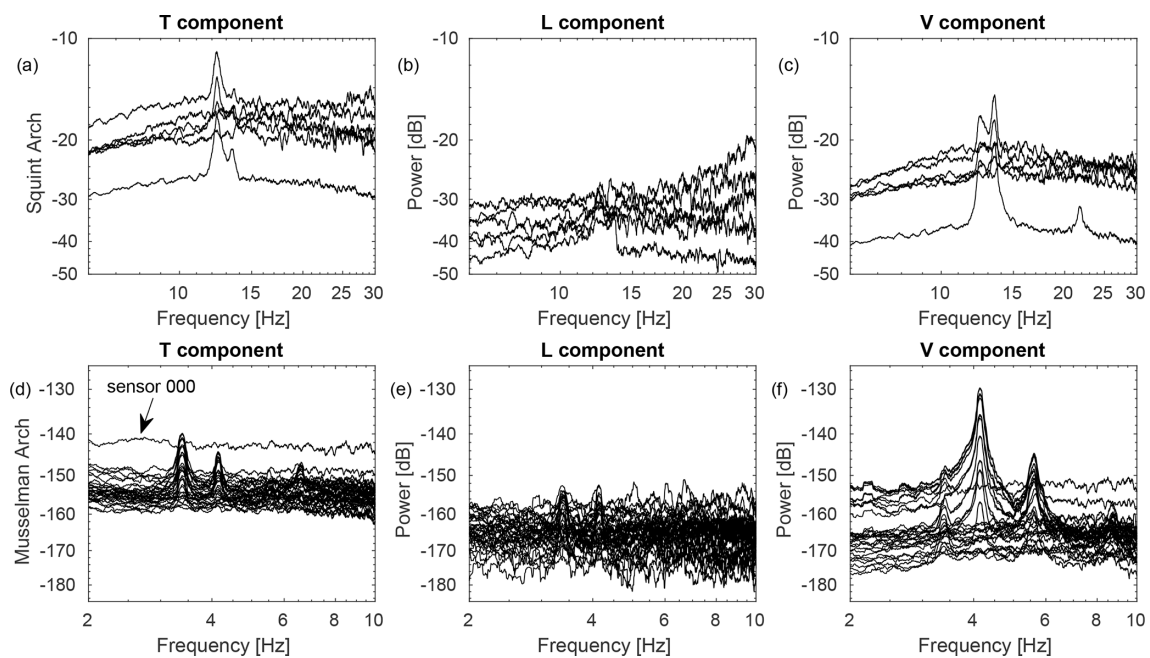 T component
L component
V component
(a)
(b)
(c)
-10
-20
-30
-40
-50
Squint Arch
-10
-20
-30
-40
-50
Power [dB]
-10
-20
-30
-40
-50
Power [dB]
10 15 20 25 30
10 15 20 25 30
10 15 20 25 30
Frequency [Hz]
Frequency [Hz]
Frequency [Hz]
T component
L component
V component
(d)
(e)
(f)
sensor 000
-130
-140
-150
-160
-170
-180
Musselman Arch
-130
-140
-150
-160
-170
-180
Power [dB]
-130
-140
-150
-160
-170
-180
Power [dB]
2 4 6 8 10
2 4 6 8 10
2 4 6 8 10
Frequency [Hz]
Frequency [Hz]
Frequency [Hz]